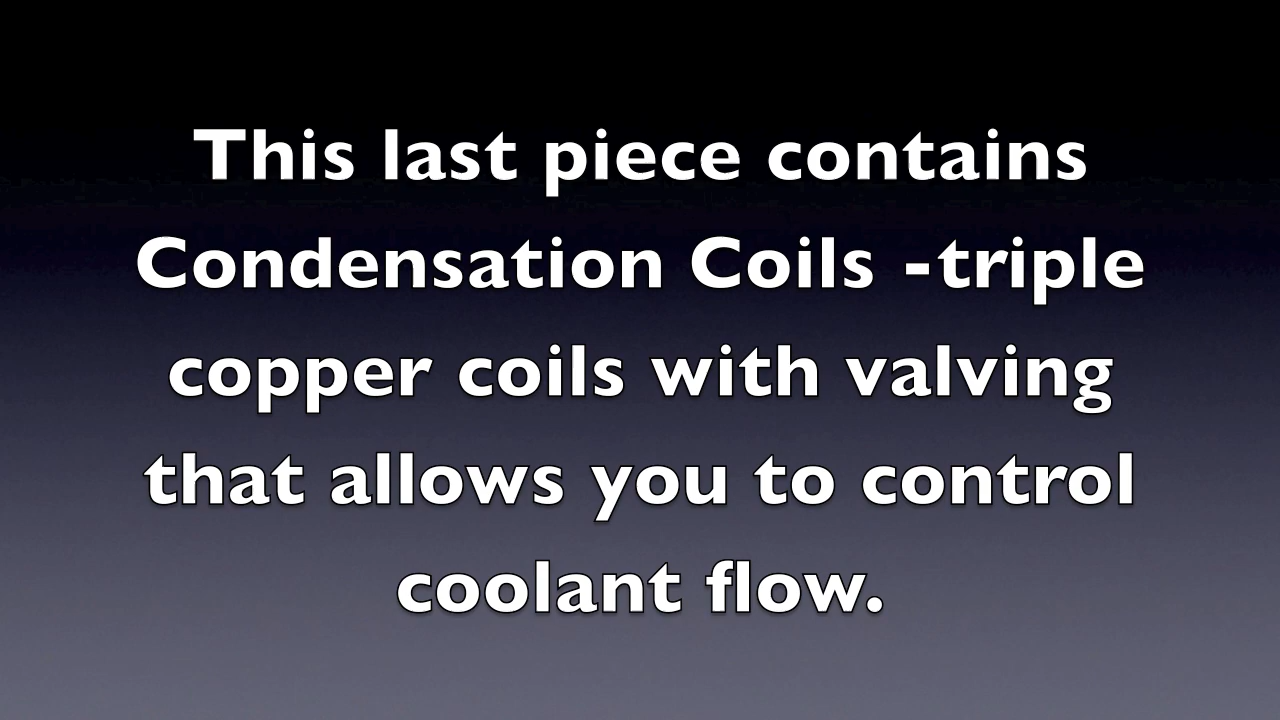 This last piece contains
Condensation Coils -triple
copper coils with valving
that allows you to control
coolant flow.